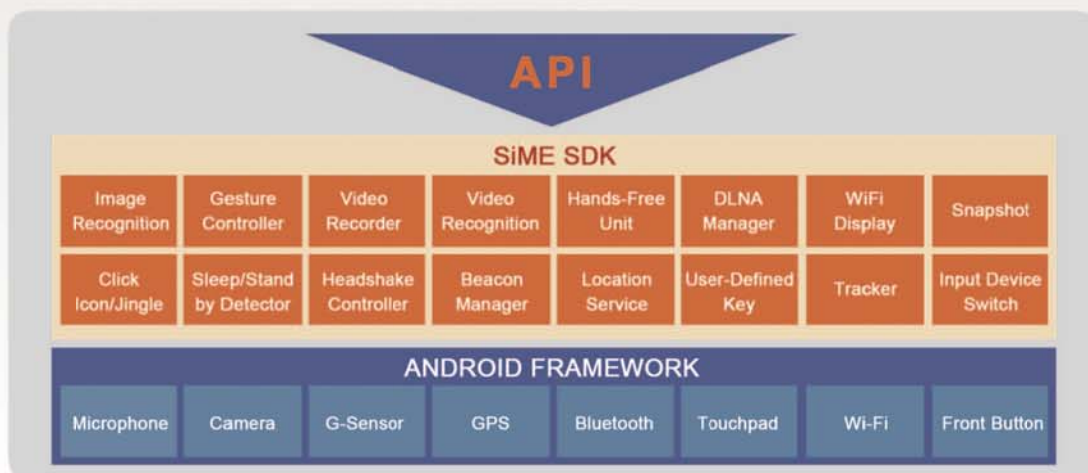 API
SiME SDK
Image Recognition
Gesture Controller
Video Recorder
Video Recognition
Hands-Free Unit
DLNA Manager
WiFi Display
Snapshot
Click Icon/Jingle
Sleep/Stand by Detector
Headshake Controller
Beacon Manager
Location Service
User-Defined Key
Tracker
Input Device Switch
ANDROID FRAMEWORK
Microphone
Camera
G-Sensor
GPS
Bluetooth
Touchpad
Wi-Fi
Front Button